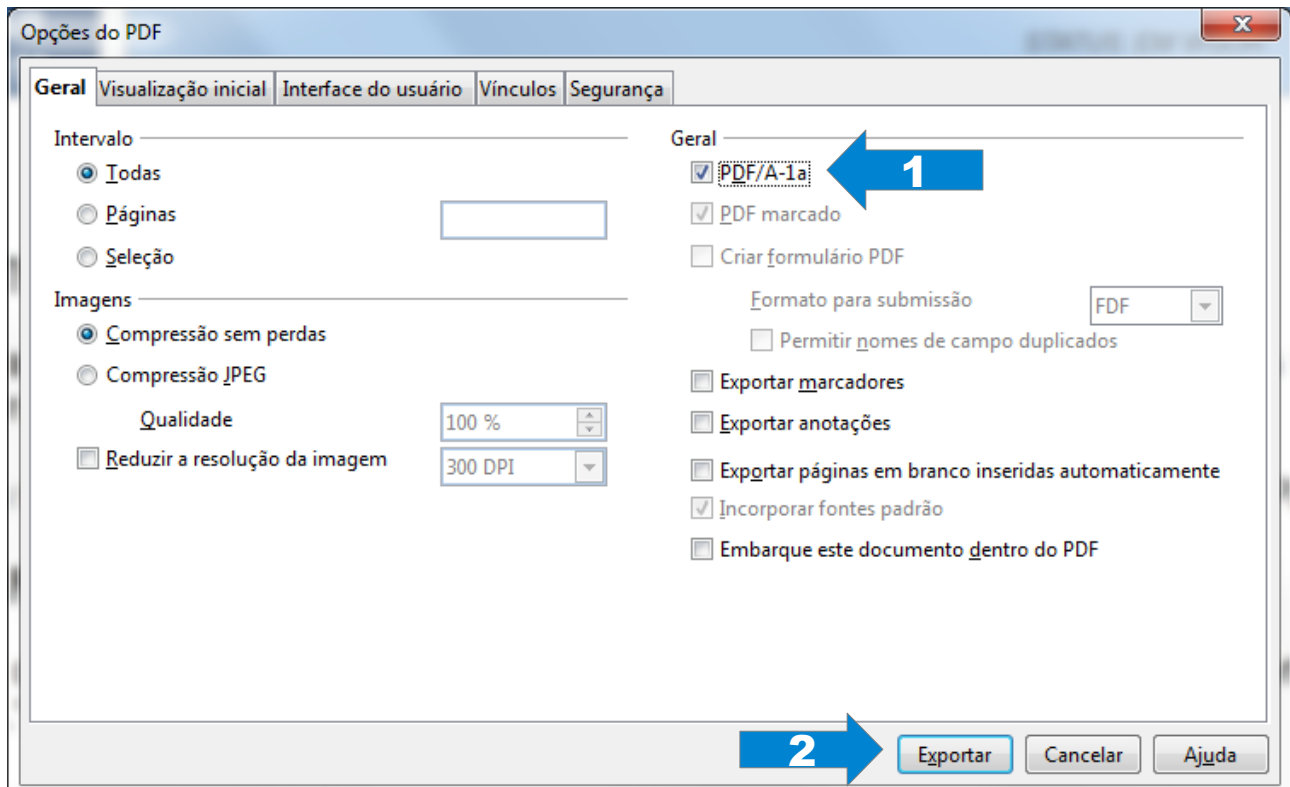 Opções do PDF
Geral Visualização inicial Interface do usuário Vínculos Segurança
Intervalo
Todas
Páginas
Seleção
Imagens
Compressão sem perdas
Compressão JPEG
Qualidade 100 %
Reduzir a resolução da imagem 300 DPI
Geral
PDF/A-1a 1
PDF marcado
Criar formulário PDF
Formato para submissão FDF
Permitir nomes de campo duplicados
Exportar marcadores
Exportar anotações
Exportar páginas em branco inseridas automaticamente
Incorporar fontes padrão
Embarque este documento dentro do PDF
2 Exportar Cancelar Ajuda